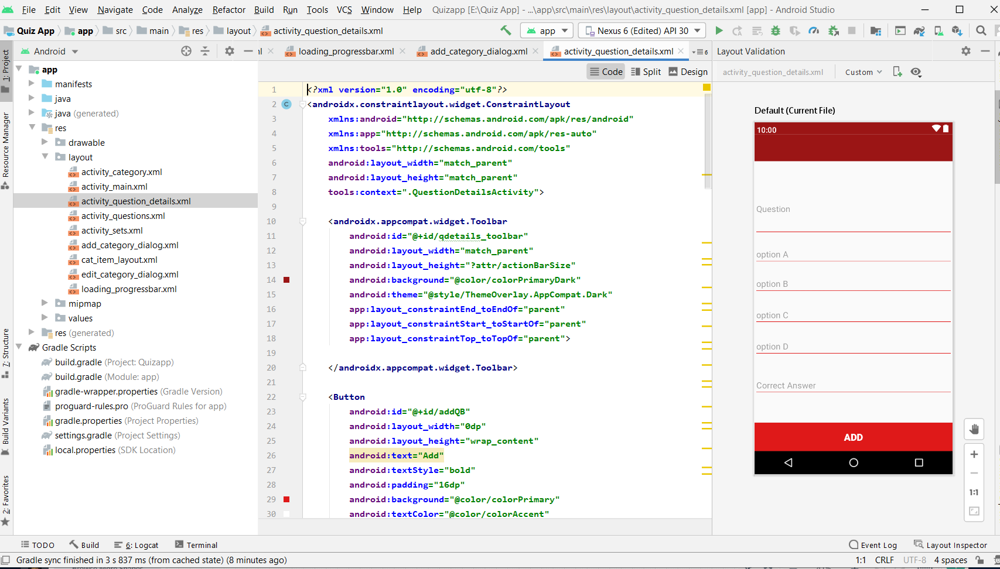 File Edit View Navigate Code Analyze Refactor Build Run Tools VCS Window Help Quizapp [E:\Quiz App] - ...\app\src\main\res\layout\activity_question_details.xml [app] - Android Studio
Quiz App app src main res layout activity_question_details.xml app Nexus 6 (Edited) API 30
Android
loading_progressbar.xml add_category_dialog.xml activity_question_details.xml 6
Layout Validation
Code Split Design
activity_question_details.xml Custom
1: Project
Resource Manager
7: Structure
Build Variants
2: Favorites
app
manifests
java
java (generated)
res
drawable
layout
activity_category.xml
activity_main.xml
activity_question_details.xml
activity_questions.xml
activity_sets.xml
add_category_dialog.xml
cat_item_layout.xml
edit_category_dialog.xml
loading_progressbar.xml
mipmap
values
res (generated)
Gradle Scripts
build.gradle (Project: Quizapp)
build.gradle (Module: app)
gradle-wrapper.properties (Gradle Version)
proguard-rules.pro (ProGuard Rules for app)
gradle.properties (Project Properties)
settings.gradle (Project Settings)
local.properties (SDK Location)
1 <?xml version="1.0" encoding="utf-8"?>
2 <androidx.constraintlayout.widget.ConstraintLayout
3 xmlns:android="http://schemas.android.com/apk/res/android"
4 xmlns:app="http://schemas.android.com/apk/res-auto"
5 xmlns:tools="http://schemas.android.com/tools"
6 android:layout_width="match_parent"
7 android:layout_height="match_parent"
8 tools:context=".QuestionDetailsActivity">
9
10 <androidx.appcompat.widget.Toolbar
11 android:id="@+id/qdetails_toolbar"
12 android:layout_width="match_parent"
13 android:layout_height="?attr/actionBarSize"
14 android:background="@color/colorPrimaryDark"
15 android:theme="@style/ThemeOverlay.AppCompat.Dark"
16 app:layout_constraintEnd_toEndOf="parent"
17 app:layout_constraintStart_toStartOf="parent"
18 app:layout_constraintTop_toTopOf="parent">
19
20 </androidx.appcompat.widget.Toolbar>
21
22 <Button
23 android:id="@+id/addQB"
24 android:layout_width="0dp"
25 android:layout_height="wrap_content"
26 android:text="Add"
27 android:textStyle="bold"
28 android:padding="16dp"
29 android:background="@color/colorPrimary"
30 android:textColor="@color/colorAccent"
Default (Current File)
10:00
Question
option A
option B
option C
option D
Correct Answer
ADD
1:1
TODO Build 6: Logcat Terminal Event Log Layout Inspector
Gradle sync finished in 3 s 837 ms (from cached state) (8 minutes ago) 1:1 CRLF UTF-8 4 spaces